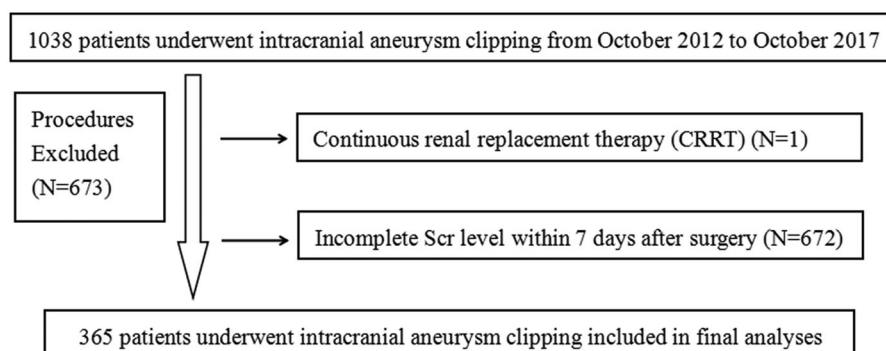 1038 patients underwent intracranial aneurysm clipping from October 2012 to October 2017
Procedures
Excluded
(N=673)
Continuous renal replacement therapy (CRRT) (N=1)
Incomplete Scr level within 7 days after surgery (N=672)
365 patients underwent intracranial aneurysm clipping included in final analyses